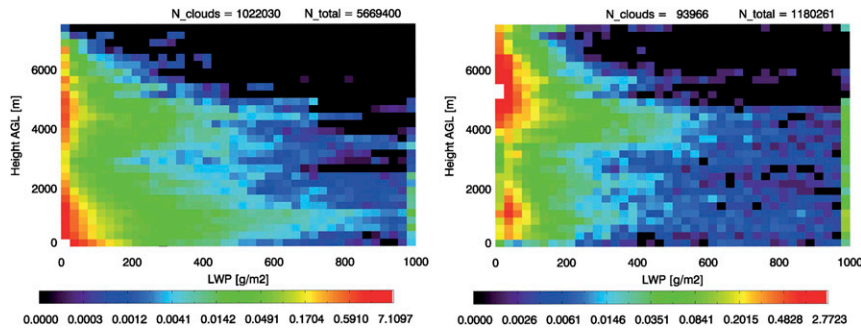 N_clouds = 1022030 N_total = 5669400
Height AGL [m]
6000
4000
2000
0
0 200 400 600 800 1000
LWP [g/m2]
0.0000 0.0003 0.0012 0.0041 0.0142 0.0491 0.1704 0.5910 7.1097
N_clouds = 93966 N_total = 1180261
Height AGL [m]
6000
4000
2000
0
0 200 400 600 800 1000
LWP [g/m2]
0.0000 0.0026 0.0061 0.0146 0.0351 0.0841 0.2015 0.4828 2.7723